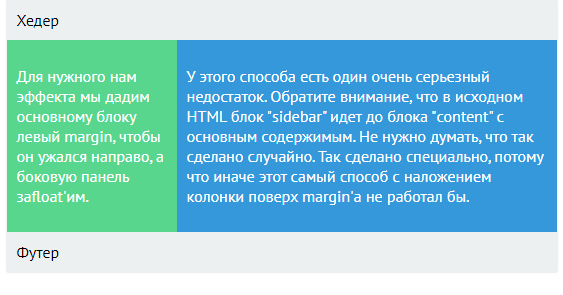 Хедер
Для нужного нам
эффекта мы дадим
основному блоку
левый margin, чтобы
он ужался направо, а
боковую панель
заfloat'им.
У этого способа есть один очень серьезный
недостаток. Обратите внимание, что в исходном
HTML блок "sidebar" идет до блока "content" с
основным содержимым. Не нужно думать, что так
сделано случайно. Так сделано специально, потому
что иначе этот самый способ с наложением
колонки поверх margin'а не работал бы.
Футер